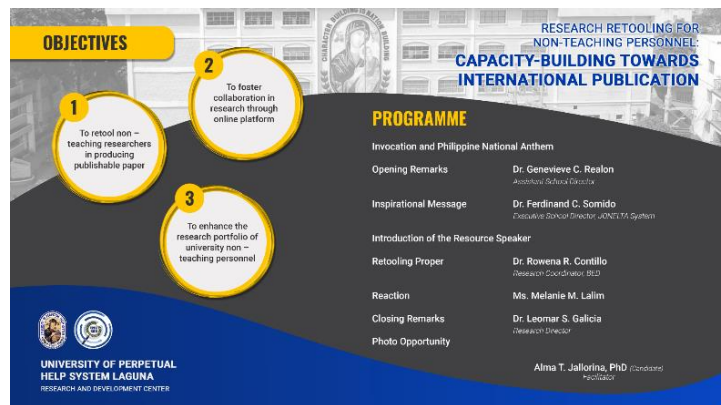 OBJECTIVES
1
To retool non –
teaching researchers
in producing
publishable paper
2
To foster
collaboration in
research through
online platform
3
To enhance the
research portfolio of
university non –
teaching personnel
UNIVERSITY OF PERPETUAL
HELP SYSTEM LAGUNA
RESEARCH AND DEVELOPMENT CENTER
CHARACTER BUILDING IS NATION BUILDING
RESEARCH RETOOLING FOR
NON-TEACHING PERSONNEL:
CAPACITY-BUILDING TOWARDS
INTERNATIONAL PUBLICATION
PROGRAMME
Invocation and Philippine National Anthem
Opening Remarks Dr. Genevieve C. Realon
Assistant School Director
Inspirational Message Dr. Ferdinand C. Somido
Executive School Director, JONELTA System
Introduction of the Resource Speaker
Retooling Proper Dr. Rowena R. Contillo
Research Coordinator, BED
Reaction Ms. Melanie M. Lalim
Closing Remarks Dr. Leomar S. Galicia
Research Director
Photo Opportunity
Alma T. Jallorina, PhD (Candidate)
Facilitator